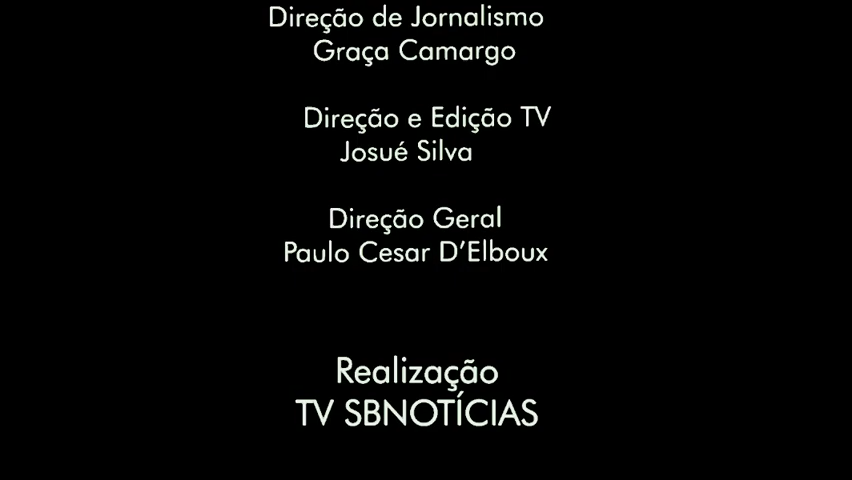 Direção de Jornalismo
Graça Camargo
Direção e Edição TV
Josué Silva
Direção Geral
Paulo Cesar D'Elboux
Realização
TV SBNOTÍCIAS